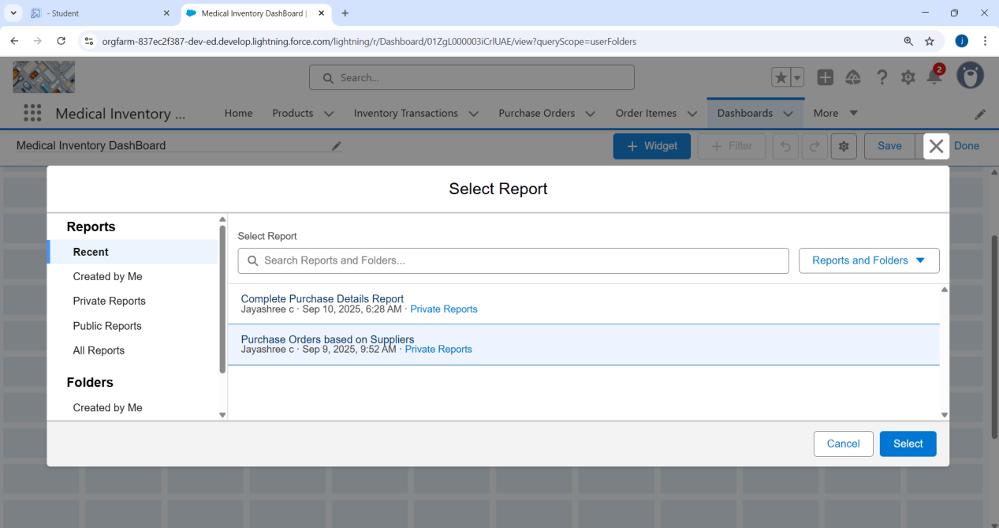 - Student
Medical Inventory DashBoard |
orgfarm-837ec2f387-dev-ed.develop.lightning.force.com/lightning/r/Dashboard/01ZgL000003iCrlUAE/view?queryScope=userFolders
i
Search...
2
Medical Inventory ...
Home
Products
Inventory Transactions
Purchase Orders
Order Itemes
Dashboards
More
Medical Inventory DashBoard
+ Widget
+ Filter
Save
Done
Select Report
Reports
Recent
Created by Me
Private Reports
Public Reports
All Reports
Folders
Created by Me
Select Report
Search Reports and Folders...
Reports and Folders
Complete Purchase Details Report
Jayashree c · Sep 10, 2025, 6:28 AM · Private Reports
Purchase Orders based on Suppliers
Jayashree c · Sep 9, 2025, 9:52 AM · Private Reports
Cancel
Select